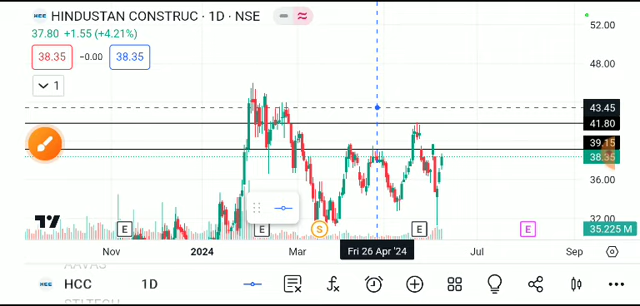 HCC HINDUSTAN CONSTRUC · 1D · NSE
37.80 +1.55 (+4.21%)
38.35 −0.00 38.35
1
52.00
48.00
43.45
41.80
39.15
38.35
36.00
32.00
35.225 M
E E S E E
Nov 2024 Mar Fri 26 Apr '24 Jul Sep
HCC HCC 1D